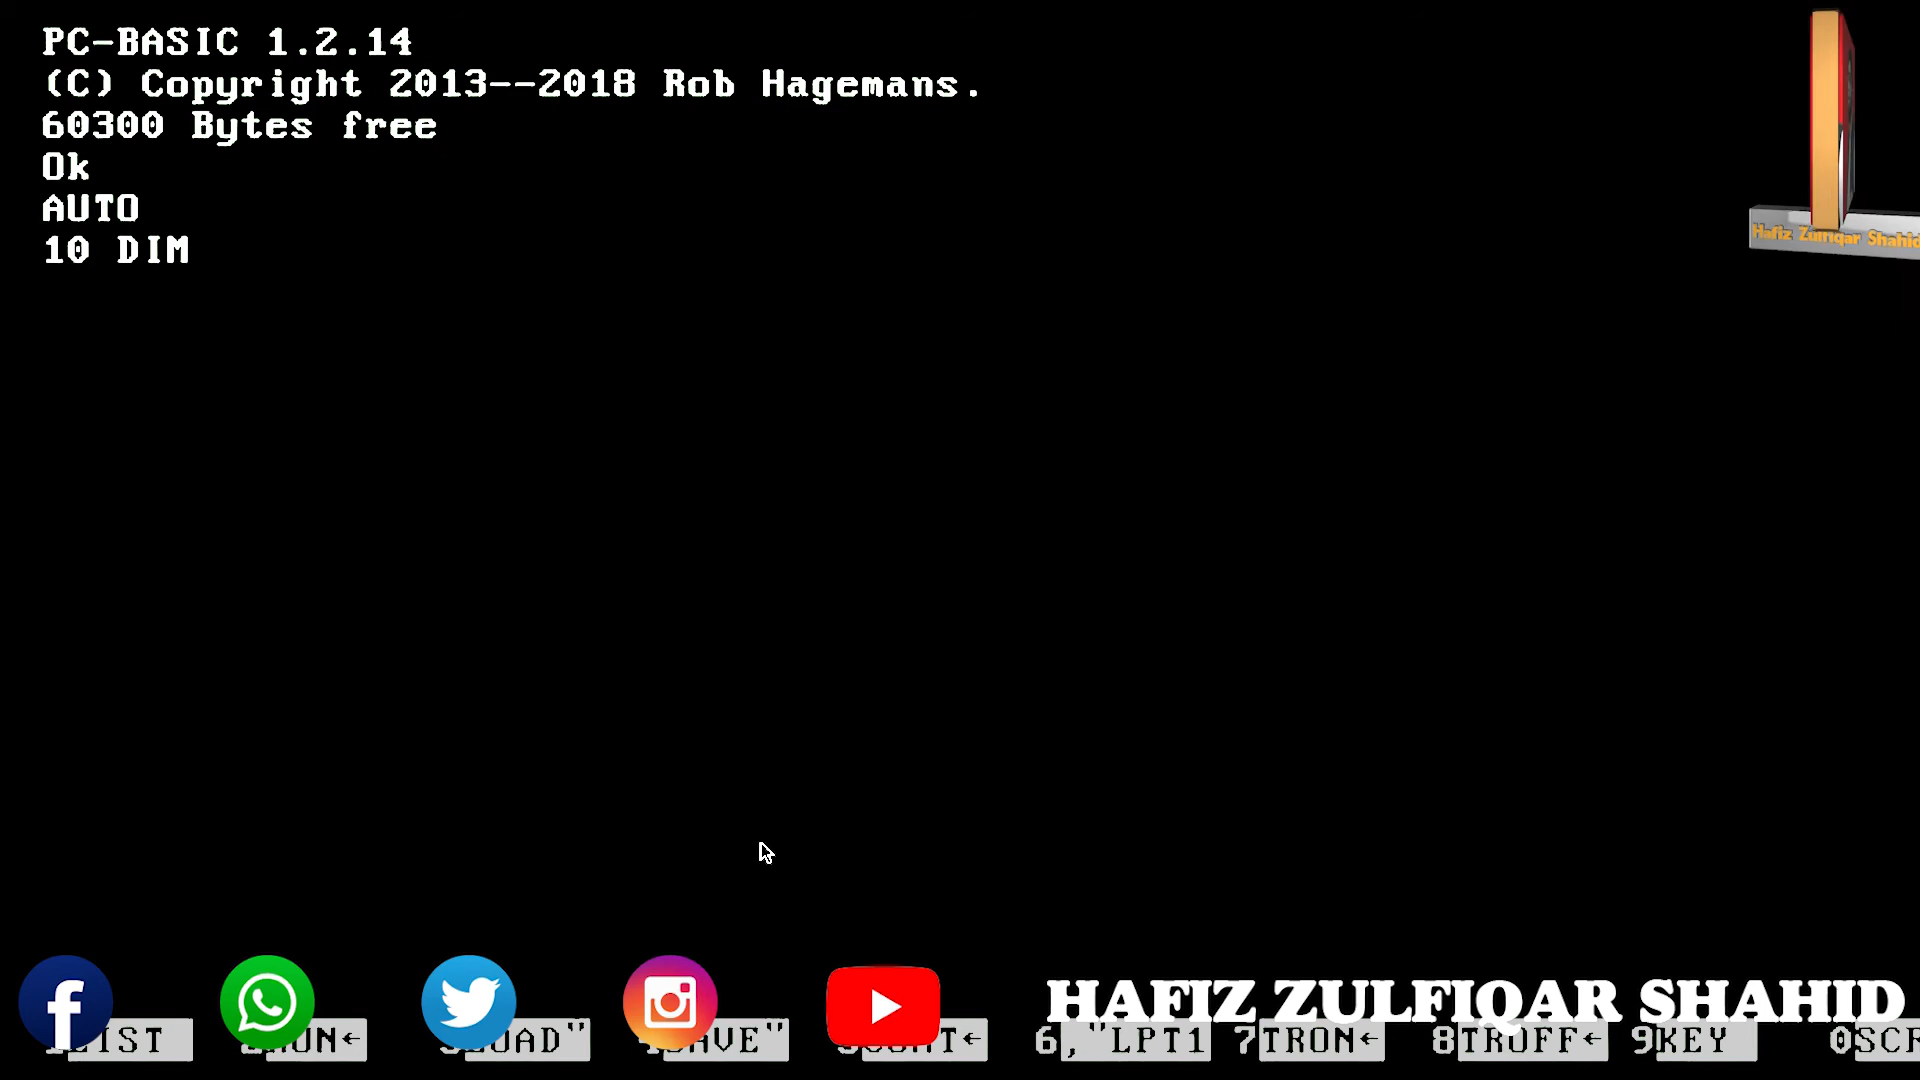 PC-BASIC 1.2.14
(C) Copyright 2013--2018 Rob Hagemans.
60300 Bytes free
Ok
AUTO
10 DIM
Hafiz Zulfiqar Shahid
HAFIZ ZULFIQAR SHAHID
6,"LPT1 7TRON← 8TROFF← 9KEY